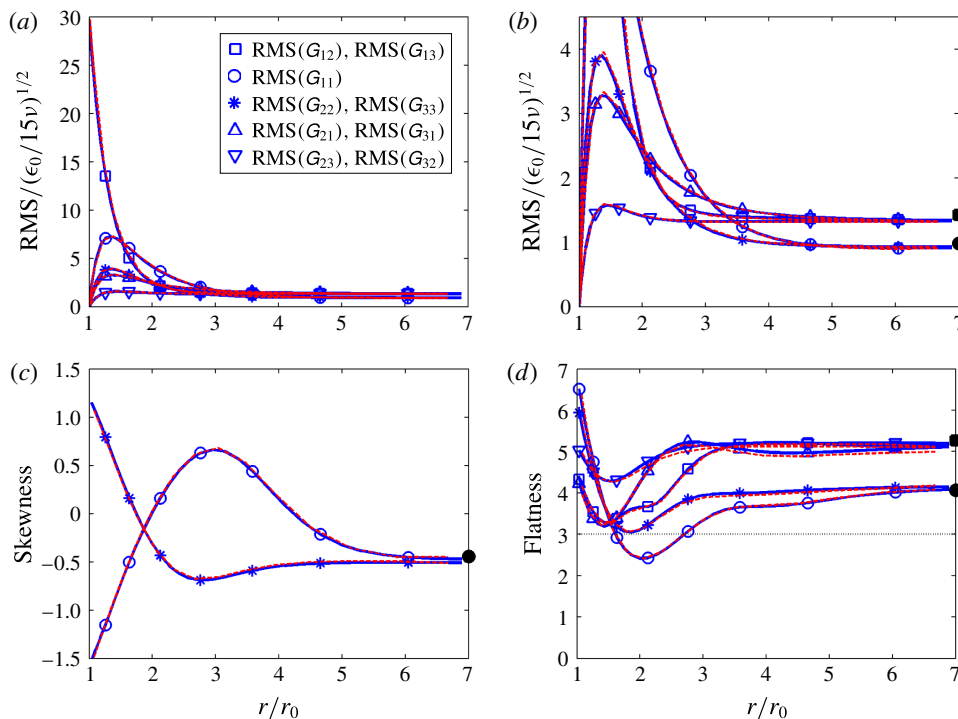 (a)
30
25
20
15
10
5
0
RMS/(ϵ₀/15ν)^{1/2}
1 2 3 4 5 6 7
RMS(G₁₂), RMS(G₁₃)
RMS(G₁₁)
RMS(G₂₂), RMS(G₃₃)
RMS(G₂₁), RMS(G₃₁)
RMS(G₂₃), RMS(G₃₂)
(b)
4
3
2
1
0
RMS/(ϵ₀/15ν)^{1/2}
1 2 3 4 5 6 7
(c)
1.5
1.0
0.5
0
−0.5
−1.0
−1.5
Skewness
1 2 3 4 5 6 7
r/r₀
(d)
7
6
5
4
3
2
1
0
Flatness
1 2 3 4 5 6 7
r/r₀